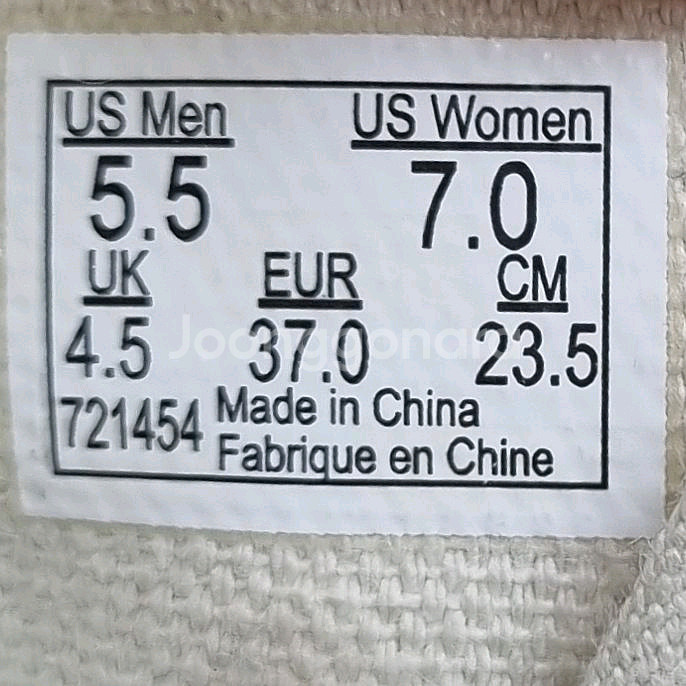 US Men US Women
5.5 7.0
UK EUR CM
4.5 37.0 23.5
Joonggonara
721454 Made in China
Fabrique en Chine